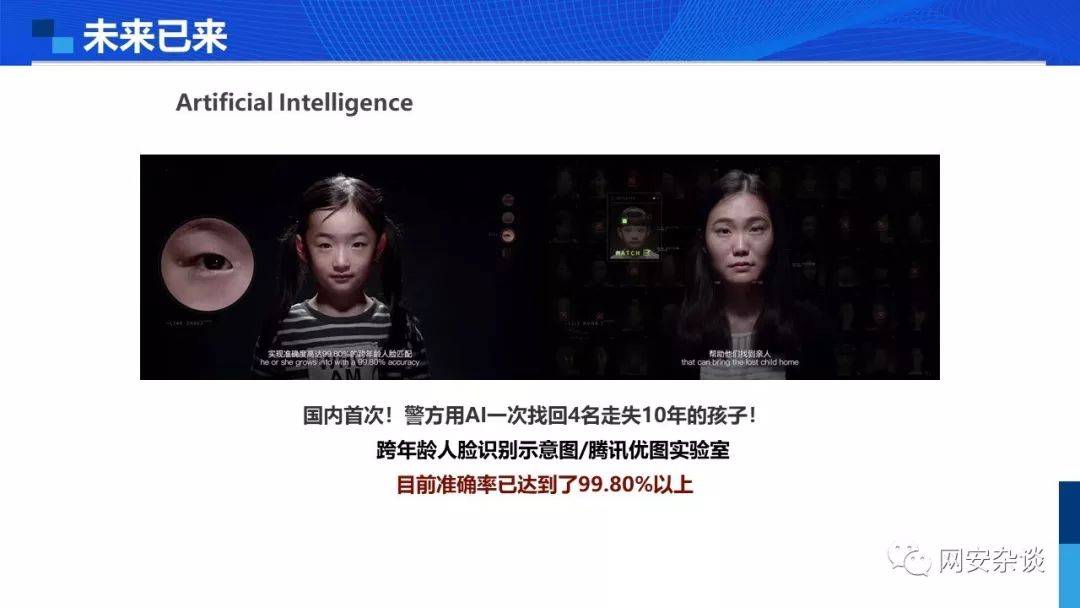 未来已来
Artificial Intelligence
MATCH
实现准确度高达99.80%的跨年龄人脸匹配
he or she grows into with a 99.80% accuracy
I AM
帮助他们找到亲人
that can bring the lost child home
国内首次！警方用AI一次找回4名走失10年的孩子！
跨年龄人脸识别示意图/腾讯优图实验室
目前准确率已达到了99.80%以上
网安杂谈